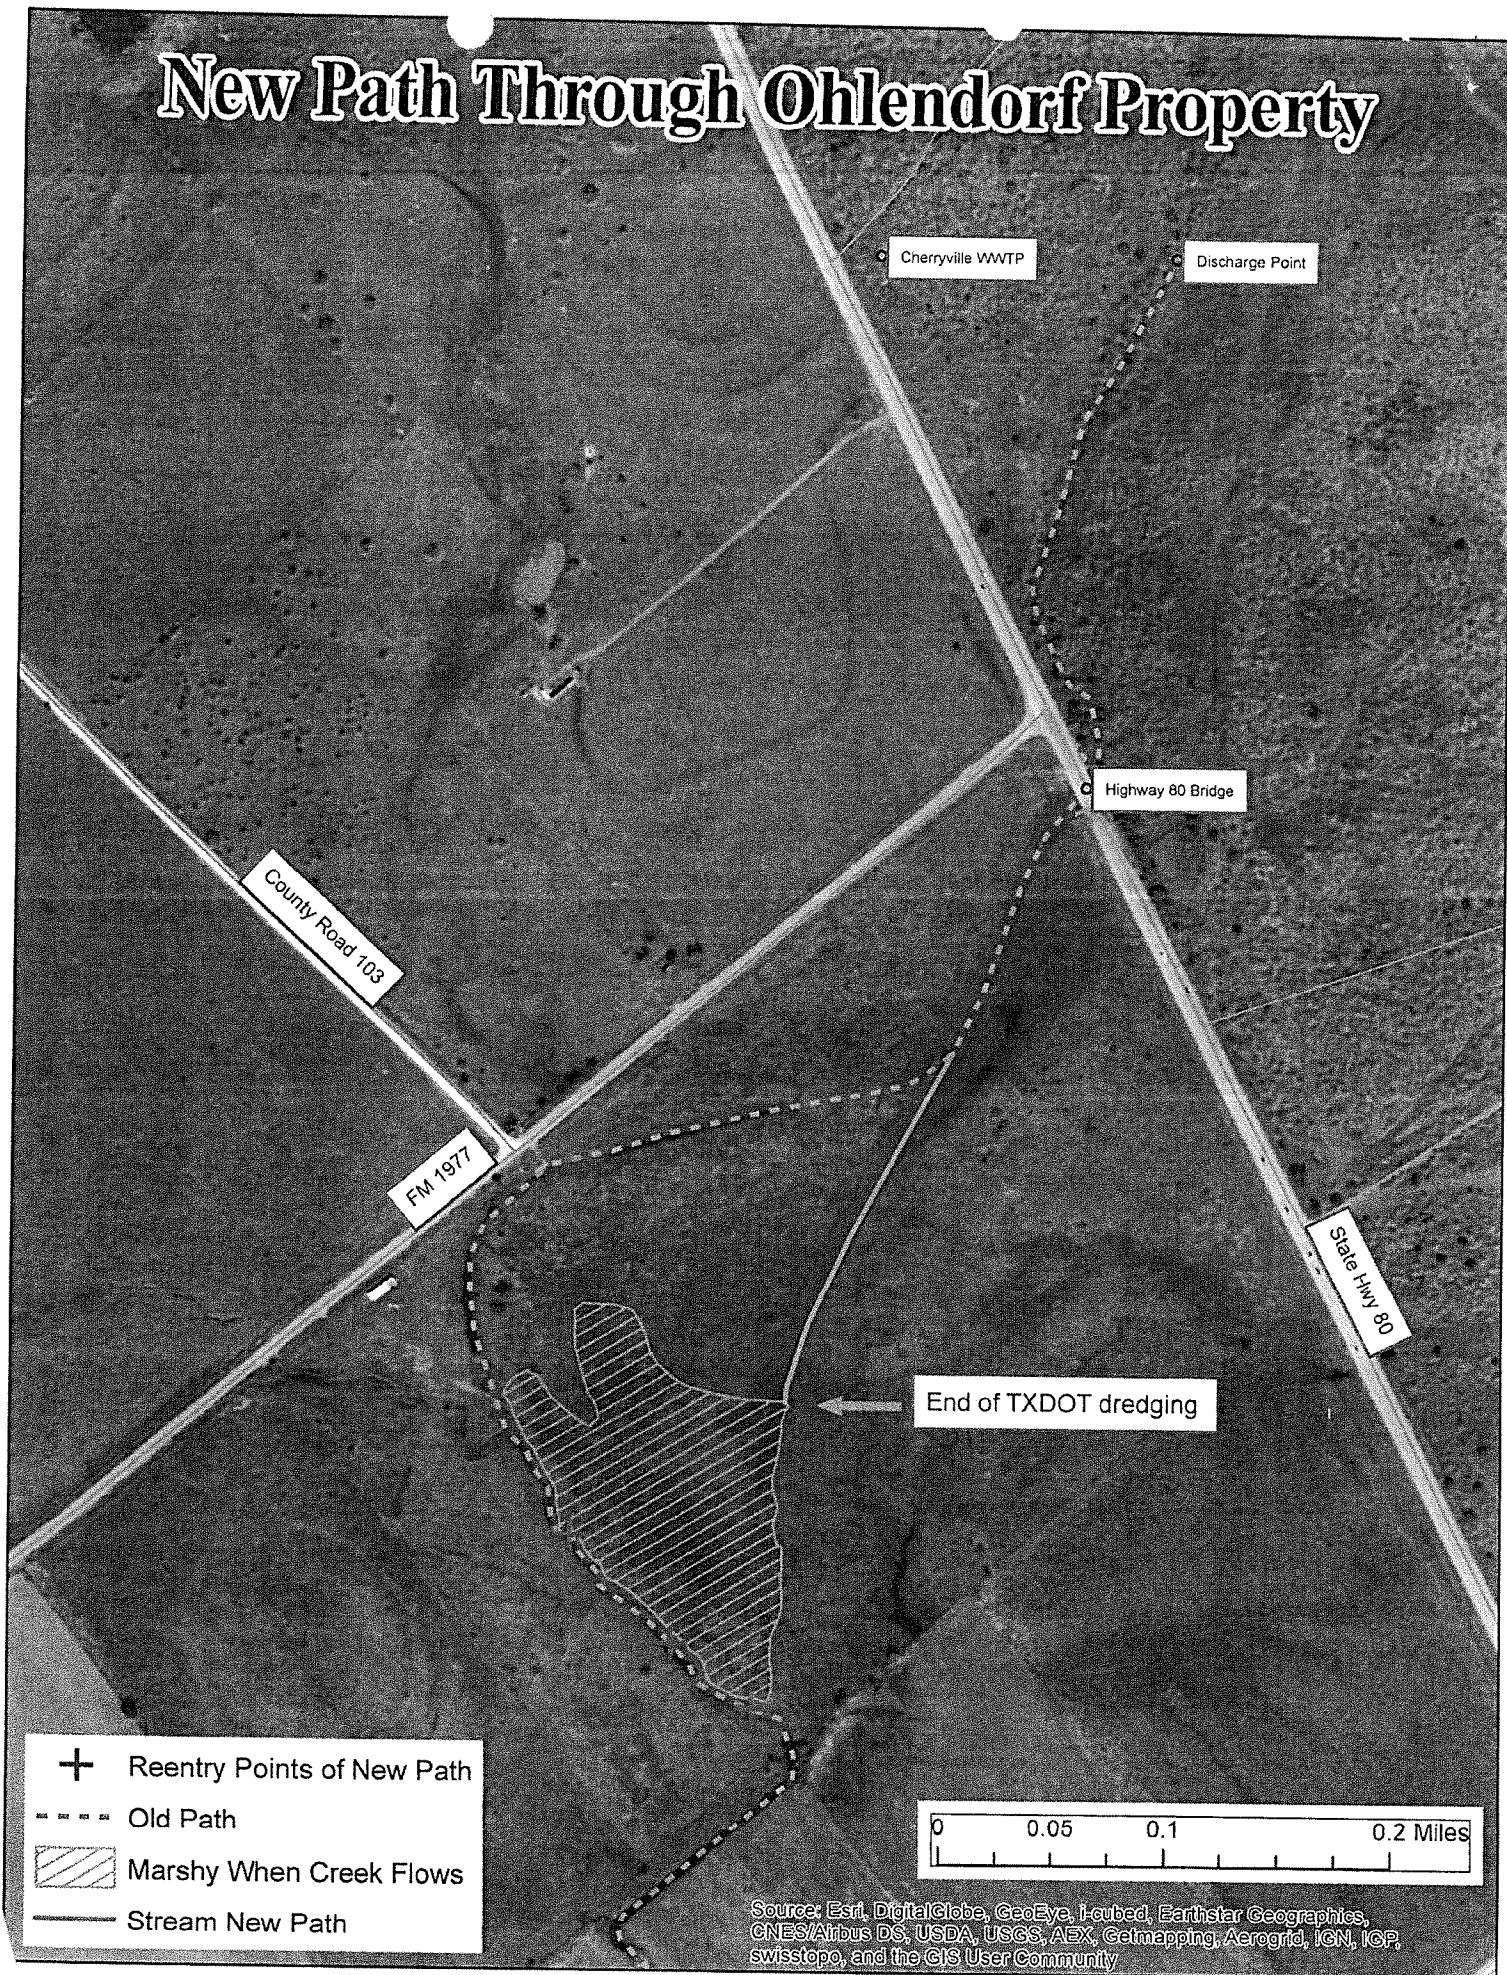 New Path Through Ohlendorf Property
Cherryville WWTP
Discharge Point
Highway 80 Bridge
County Road 103
FM 1977
State Hwy 80
End of TXDOT dredging
Reentry Points of New Path
Old Path
Marshy When Creek Flows
Stream New Path
0 0.05 0.1 0.2 Miles
Source: Esri, DigitalGlobe, GeoEye, i-cubed, Earthstar Geographics,
CNES/Airbus DS, USDA, USGS, AEX, Getmapping, Aerogrid, IGN, IGP,
swisstopo, and the GIS User Community